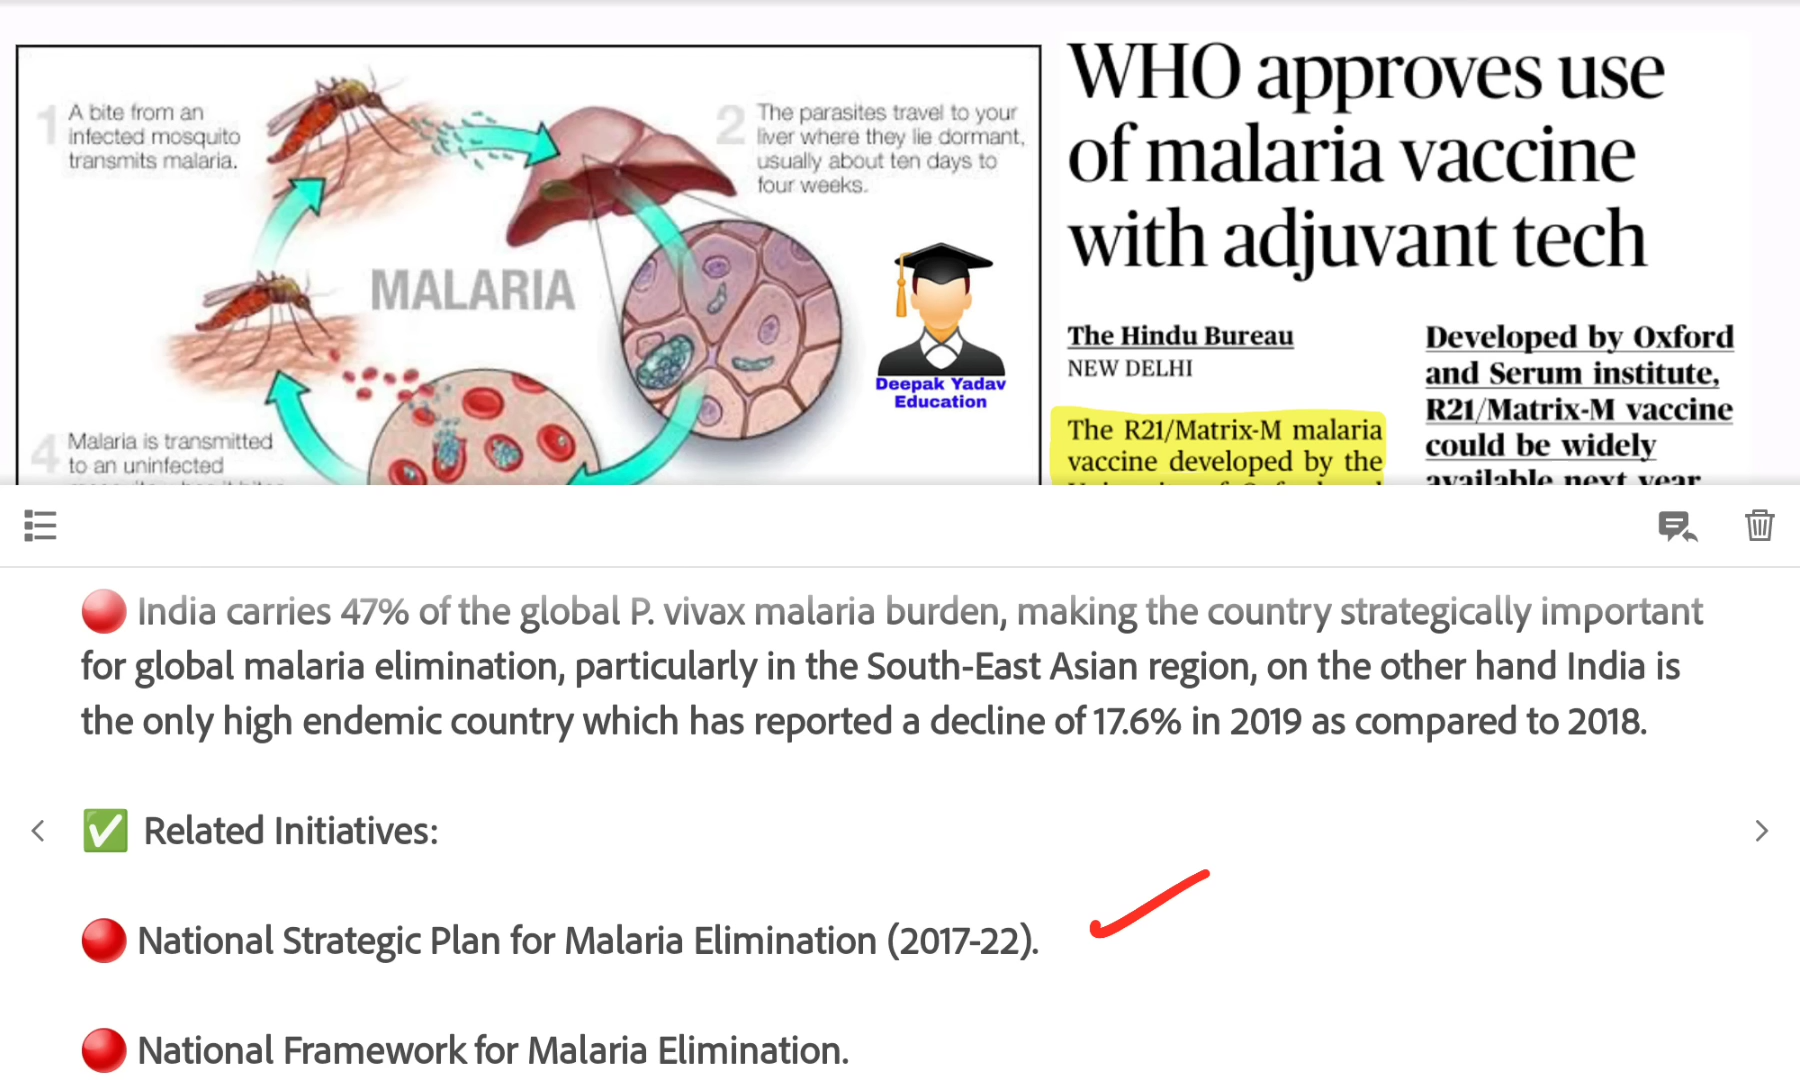 1 A bite from an
infected mosquito
transmits malaria.
2 The parasites travel to your
liver where they lie dormant,
usually about ten days to
four weeks.
MALARIA
Deepak Yadav
Education
4 Malaria is transmitted
to an uninfected
WHO approves use
of malaria vaccine
with adjuvant tech
The Hindu Bureau
NEW DELHI
The R21/Matrix-M malaria
vaccine developed by the
Developed by Oxford
and Serum institute,
R21/Matrix-M vaccine
could be widely
available next year
India carries 47% of the global P. vivax malaria burden, making the country strategically important
for global malaria elimination, particularly in the South-East Asian region, on the other hand India is
the only high endemic country which has reported a decline of 17.6% in 2019 as compared to 2018.
Related Initiatives:
National Strategic Plan for Malaria Elimination (2017-22).
National Framework for Malaria Elimination.